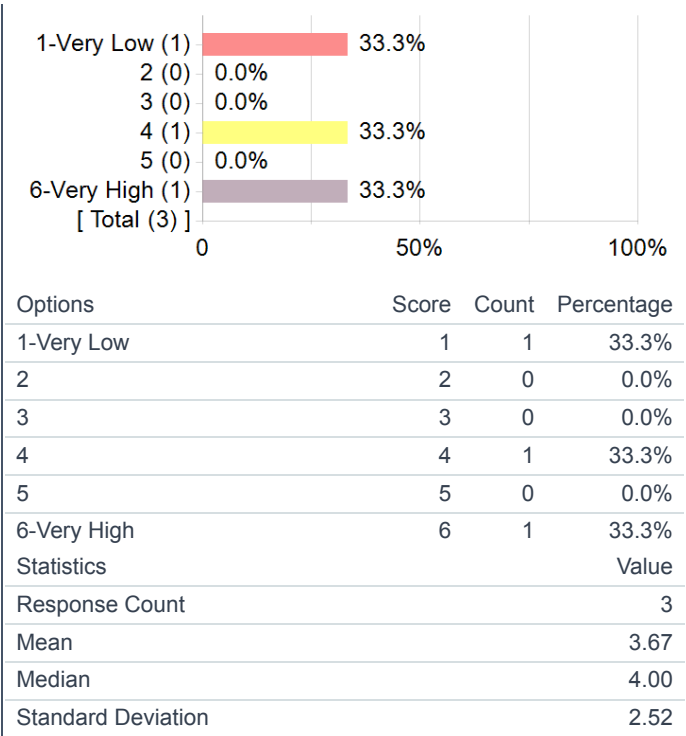 1-Very Low (1) 33.3%
2 (0) 0.0%
3 (0) 0.0%
4 (1) 33.3%
5 (0) 0.0%
6-Very High (1) 33.3%
[ Total (3) ]
0 50% 100%
Options Score Count Percentage
1-Very Low 1 1 33.3%
2 2 0 0.0%
3 3 0 0.0%
4 4 1 33.3%
5 5 0 0.0%
6-Very High 6 1 33.3%
Statistics Value
Response Count 3
Mean 3.67
Median 4.00
Standard Deviation 2.52